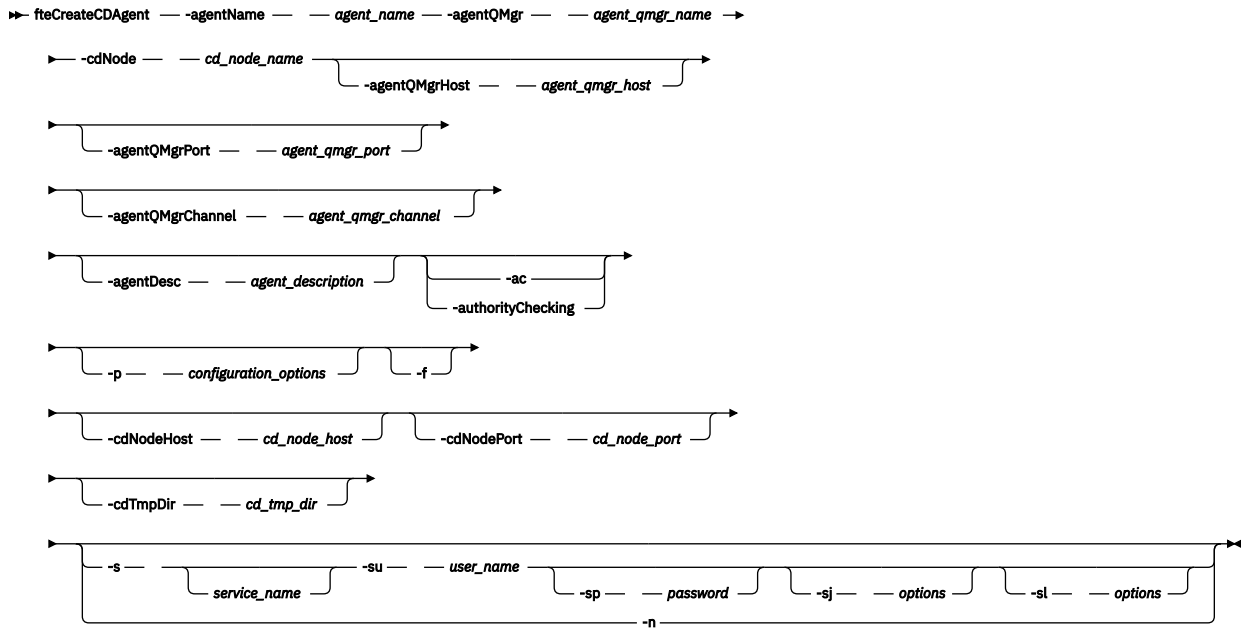 fteCreateCDAgent -agentName agent_name -agentQMgr agent_qmgr_name
-cdNode cd_node_name
-agentQMgrHost agent_qmgr_host
-agentQMgrPort agent_qmgr_port
-agentQMgrChannel agent_qmgr_channel
-agentDesc agent_description
-ac
-authorityChecking
-p configuration_options -f
-cdNodeHost cd_node_host -cdNodePort cd_node_port
-cdTmpDir cd_tmp_dir
-s -su user_name
service_name -sp password -sj options -sl options
-n